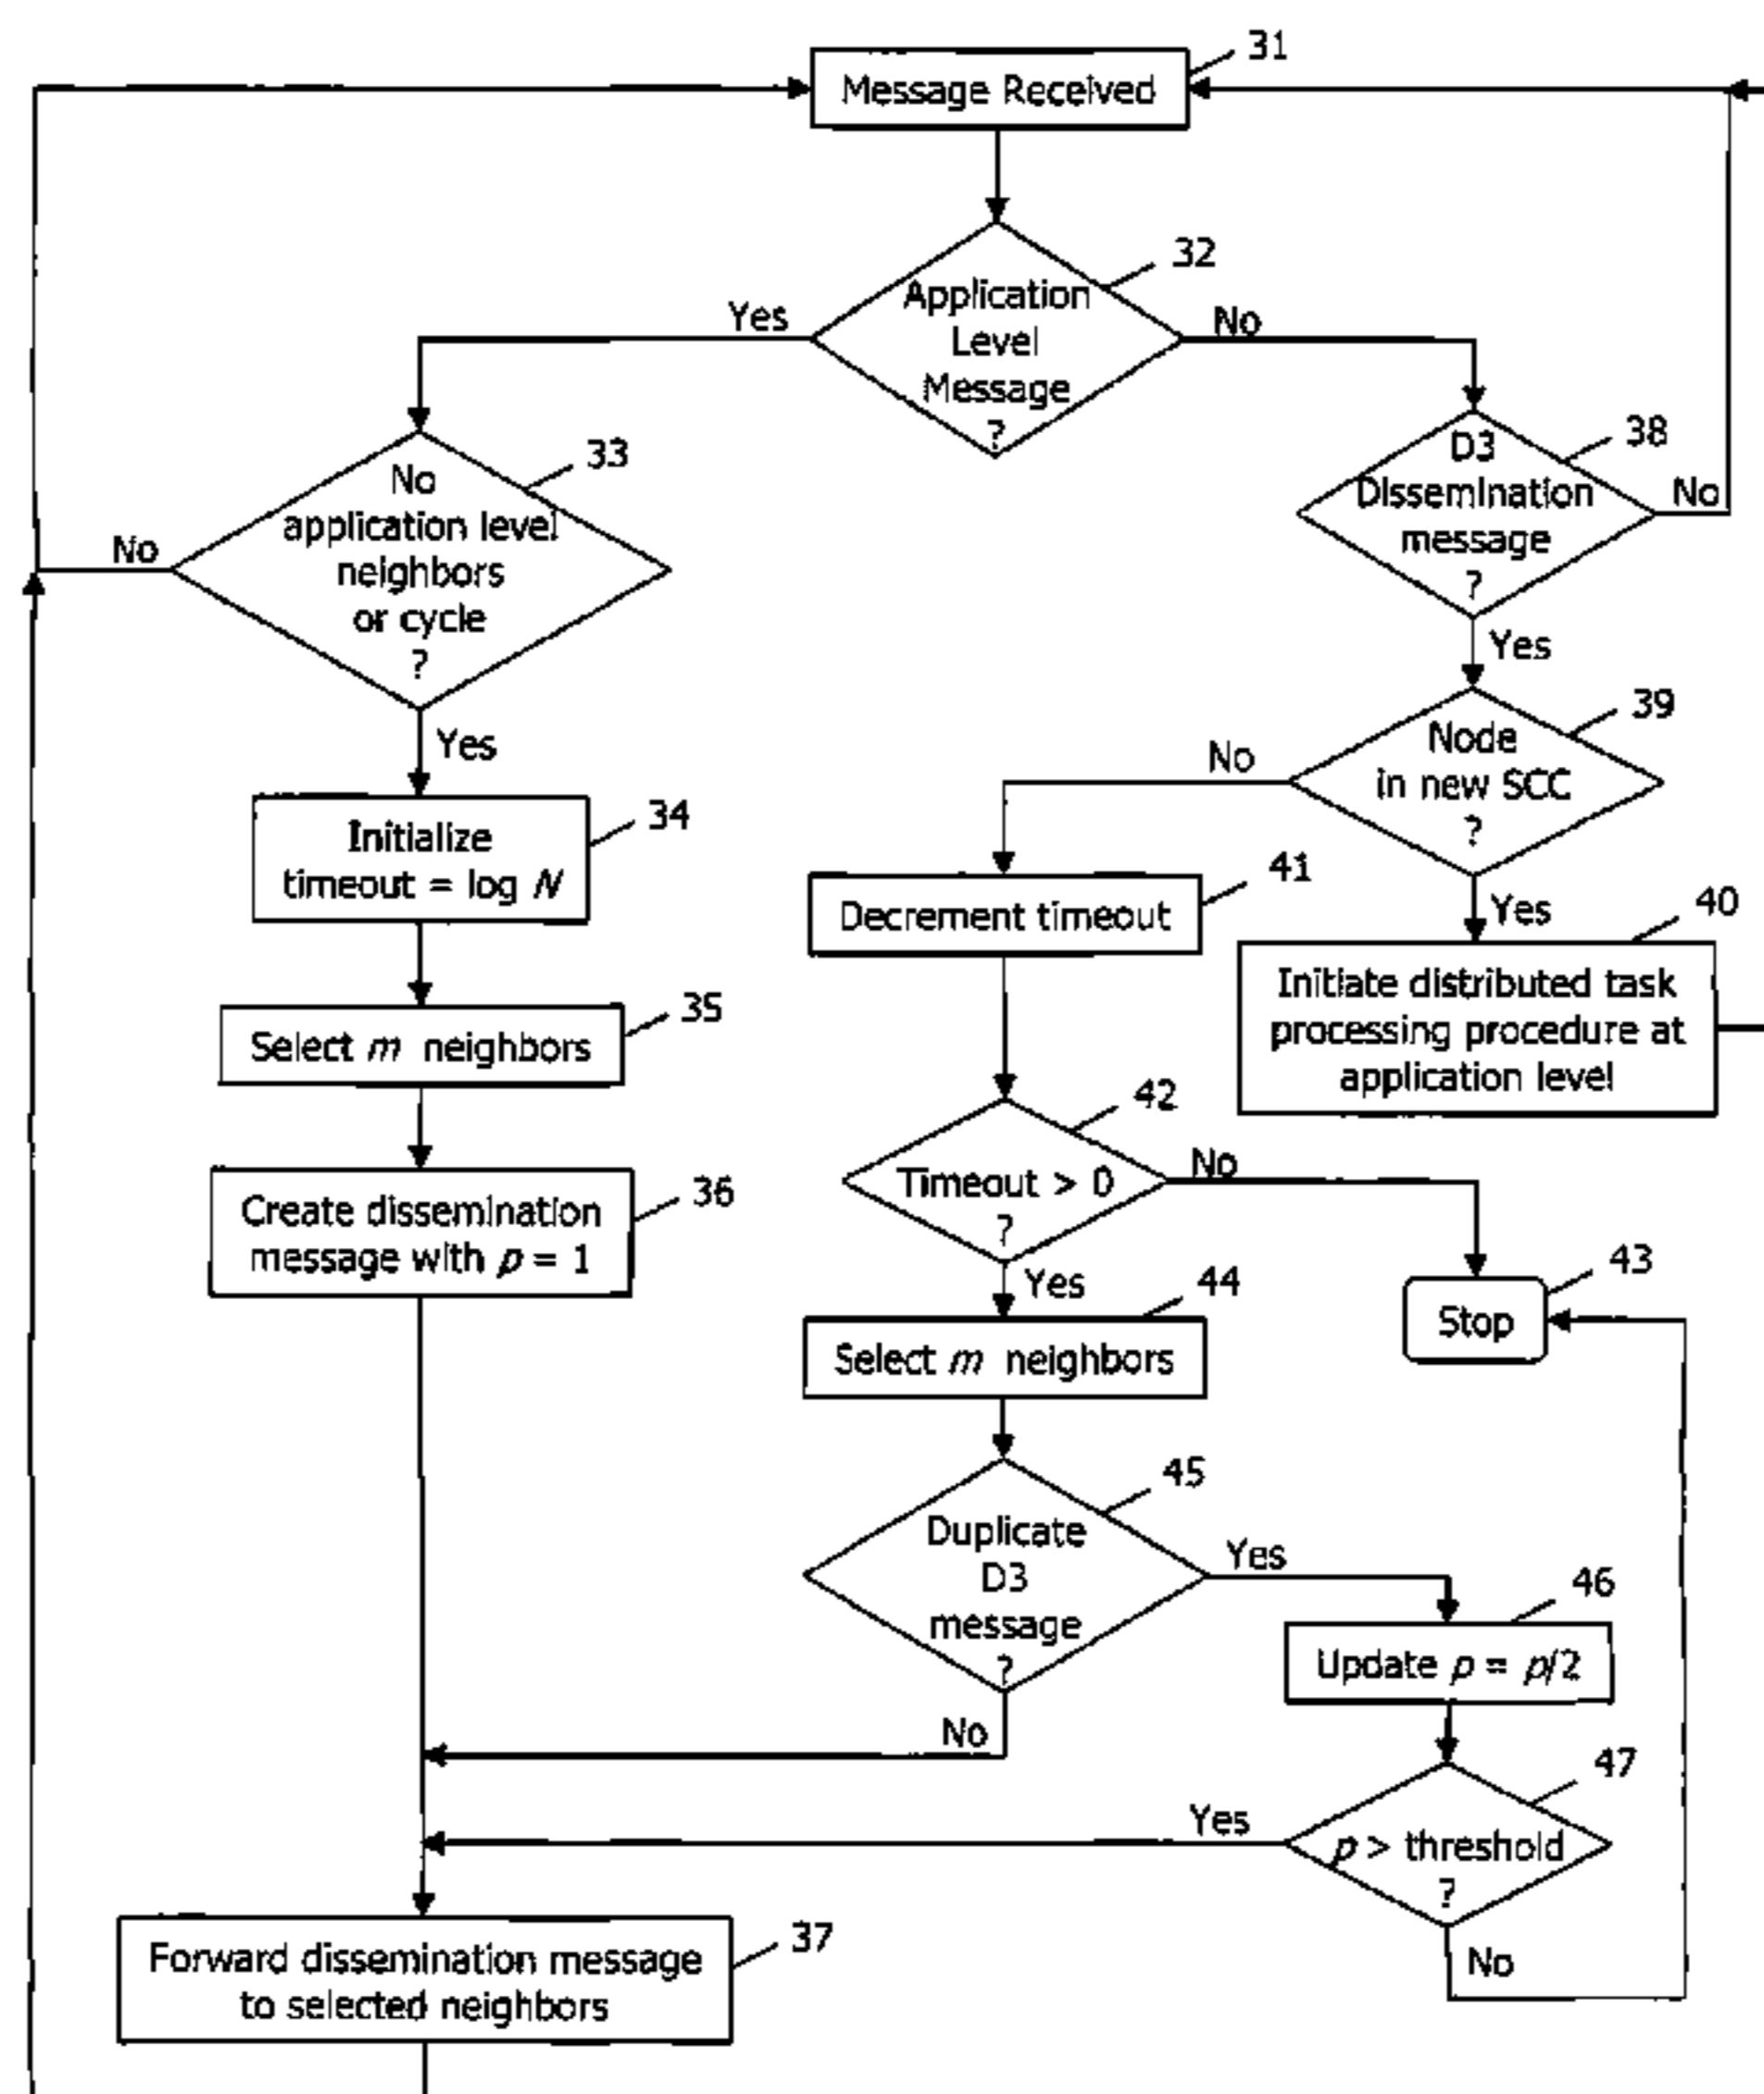 31
Message Received
32
Application
Level
Message
?
Yes
No
33
No
application level
neighbors
or cycle
?
No
Yes
38
D3
Dissemination
message
?
No
Yes
39
Node
in new SCC
?
No
Yes
34
Initialize
timeout = log N
41
Decrement timeout
40
Initiate distributed task
processing procedure at
application level
35
Select m neighbors
42
Timeout > 0
?
No
Yes
36
Create dissemination
message with p = 1
43
Stop
44
Select m neighbors
45
Duplicate
D3
message
?
Yes
No
46
Update p = p/2
47
p > threshold
?
Yes
No
37
Forward dissemination message
to selected neighbors